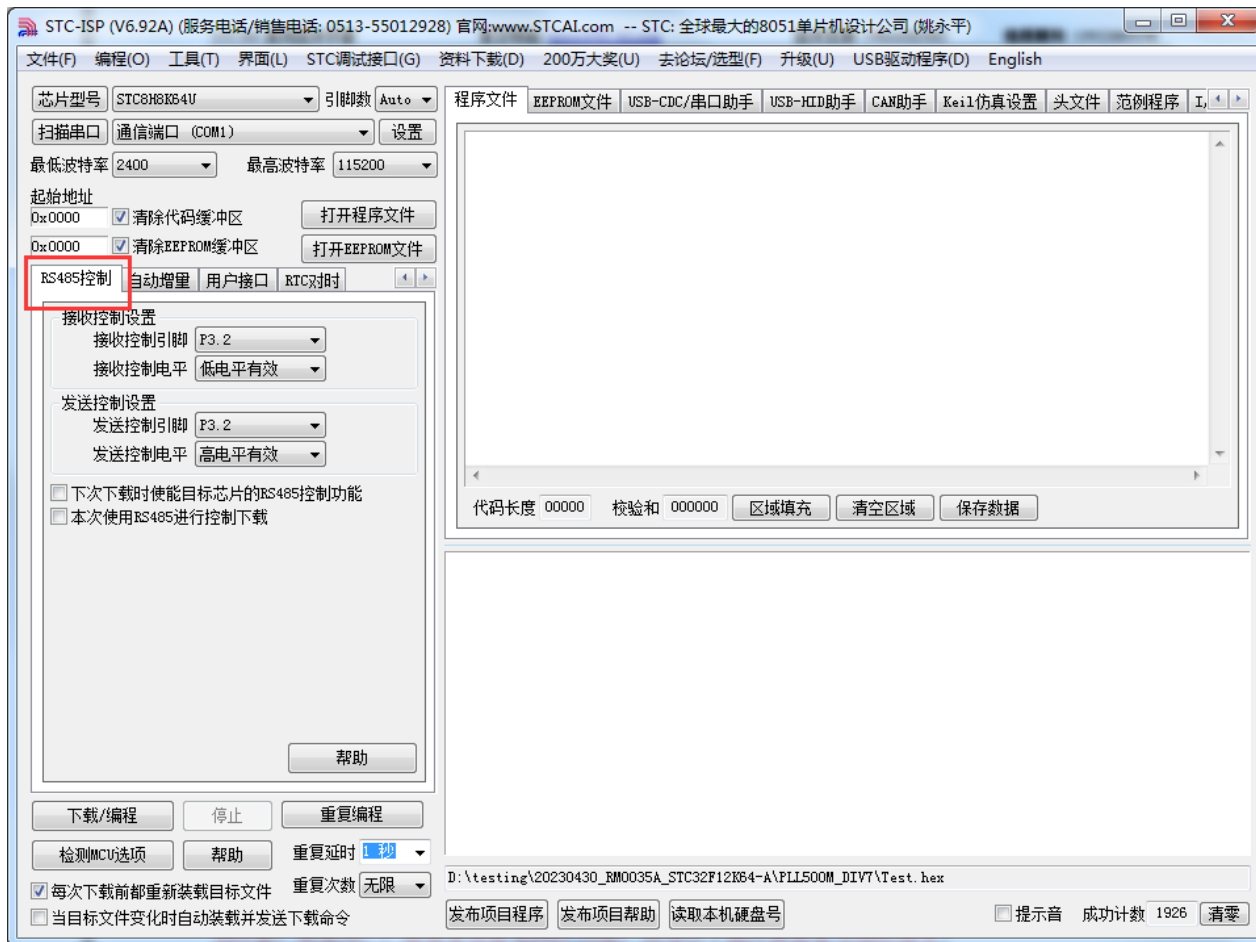 STC-ISP (V6.92A) (服务电话/销售电话: 0513-55012928) 官网:www.STCAI.com -- STC: 全球最大的8051单片机设计公司 (姚永平)
文件(F) 编程(O) 工具(T) 界面(L) STC调试接口(G) 资料下载(D) 200万大奖(U) 去论坛/选型(F) 升级(U) USB驱动程序(D) English
芯片型号 STC8H8K64U 引脚数 Auto
扫描串口 通信端口 (COM1) 设置
最低波特率 2400 最高波特率 115200
起始地址
0x0000 清除代码缓冲区 打开程序文件
0x0000 清除EEPROM缓冲区 打开EEPROM文件
RS485控制 自动增量 用户接口 RTC对时
接收控制设置
接收控制引脚 P3.2
接收控制电平 低电平有效
发送控制设置
发送控制引脚 P3.2
发送控制电平 高电平有效
下次下载时使能目标芯片的RS485控制功能
本次使用RS485进行控制下载
帮助
下载/编程 停止 重复编程
检测MCU选项 帮助 重复延时 1 秒
每次下载前都重新装载目标文件 重复次数 无限
当目标文件变化时自动装载并发送下载命令
程序文件 EEPROM文件 USB-CDC/串口助手 USB-HID助手 CAN助手 Keil仿真设置 头文件 范例程序 I/
代码长度 00000 校验和 000000 区域填充 清空区域 保存数据
D:\testing\20230430_RM0035A_STC32F12K64-A\PLL500M_DIV7\Test.hex
发布项目程序 发布项目帮助 读取本机硬盘号 提示音 成功计数 1926 清零